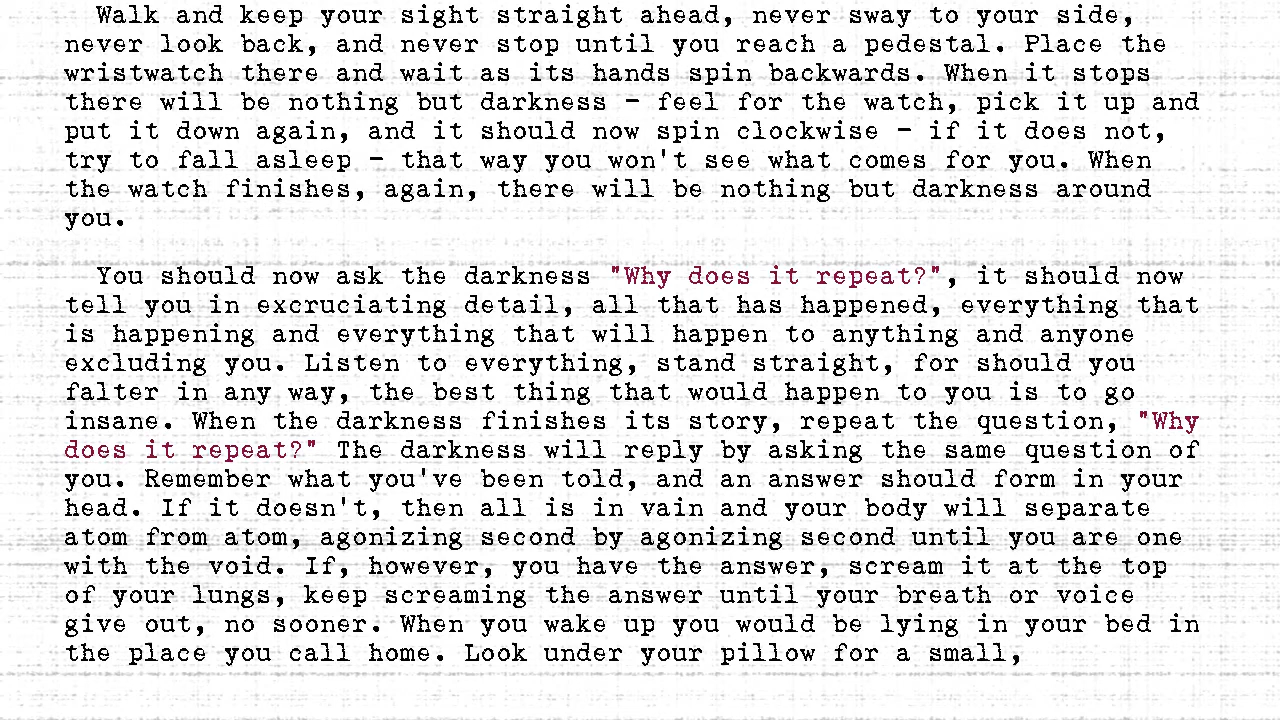 Walk and keep your sight straight ahead, never sway to your side,
never look back, and never stop until you reach a pedestal. Place the
wristwatch there and wait as its hands spin backwards. When it stops
there will be nothing but darkness - feel for the watch, pick it up and
put it down again, and it should now spin clockwise - if it does not,
try to fall asleep - that way you won't see what comes for you. When
the watch finishes, again, there will be nothing but darkness around
you.
You should now ask the darkness "Why does it repeat?", it should now
tell you in excruciating detail, all that has happened, everything that
is happening and everything that will happen to anything and anyone
excluding you. Listen to everything, stand straight, for should you
falter in any way, the best thing that would happen to you is to go
insane. When the darkness finishes its story, repeat the question, "Why
does it repeat?" The darkness will reply by asking the same question of
you. Remember what you've been told, and an answer should form in your
head. If it doesn't, then all is in vain and your body will separate
atom from atom, agonizing second by agonizing second until you are one
with the void. If, however, you have the answer, scream it at the top
of your lungs, keep screaming the answer until your breath or voice
give out, no sooner. When you wake up you would be lying in your bed in
the place you call home. Look under your pillow for a small,